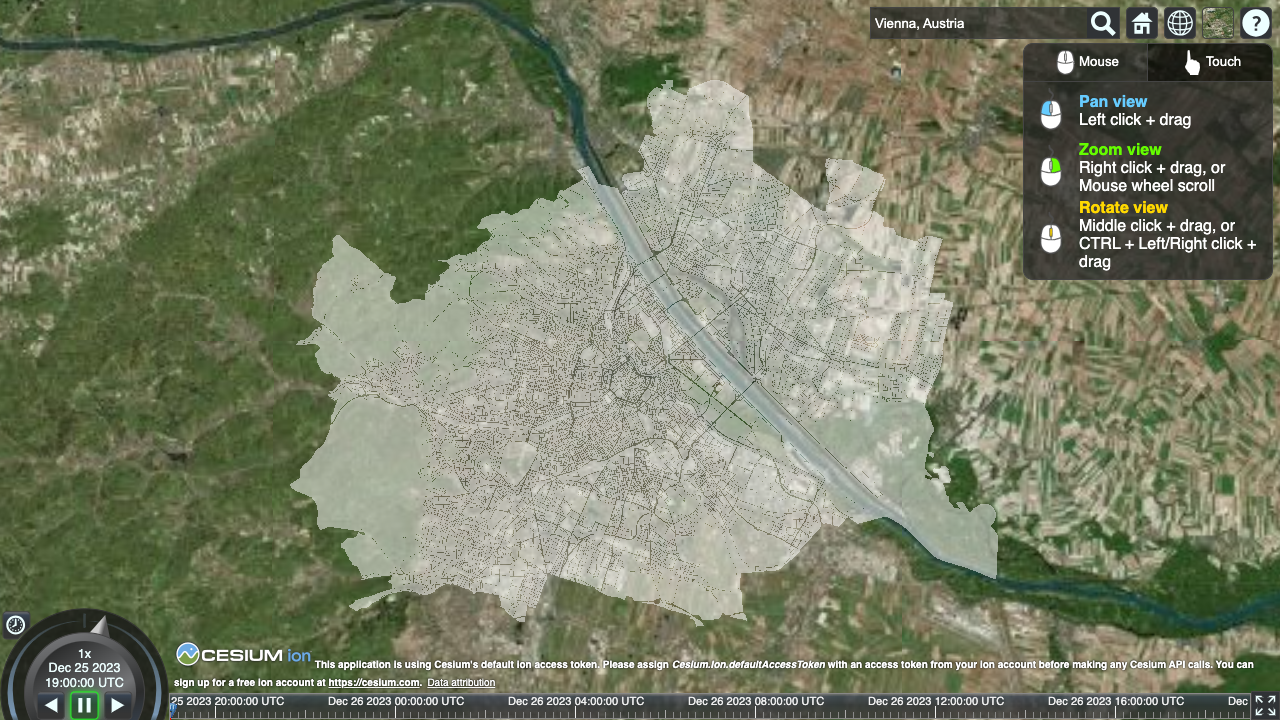 Vienna, Austria
?
Mouse
Touch
Pan view
Left click + drag
Zoom view
Right click + drag, or
Mouse wheel scroll
Rotate view
Middle click + drag, or
CTRL + Left/Right click +
drag
1x
Dec 25 2023
19:00:00 UTC
CESIUM ion This application is using Cesium's default ion access token. Please assign Cesium.Ion.defaultAccessToken with an access token from your ion account before making any Cesium API calls. You can
sign up for a free ion account at https://cesium.com. Data attribution
25 2023 20:00:00 UTC Dec 26 2023 00:00:00 UTC Dec 26 2023 04:00:00 UTC Dec 26 2023 08:00:00 UTC Dec 26 2023 12:00:00 UTC Dec 26 2023 16:00:00 UTC Dec